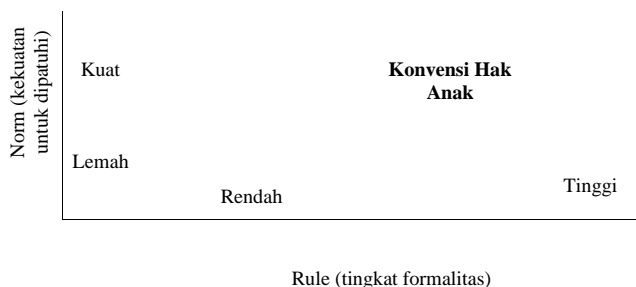 Norm (kekuatan
untuk dipatuhi)
Kuat
Konvensi Hak
Anak
Lemah
Rendah
Tinggi
Rule (tingkat formalitas)